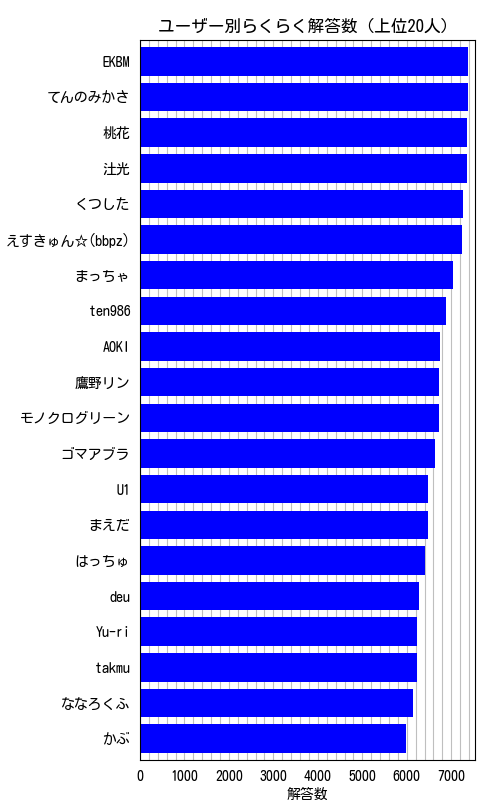 ユーザー別らくらく解答数（上位20人）
EKBM
てんのみかさ
桃花
汢光
くつした
えすきゅん☆(bbpz)
まっちゃ
ten986
AOKI
鷹野リン
モノクログリーン
ゴマアブラ
U1
まえだ
はっちゅ
deu
Yu-ri
takmu
ななろくふ
かぶ
0 1000 2000 3000 4000 5000 6000 7000
解答数